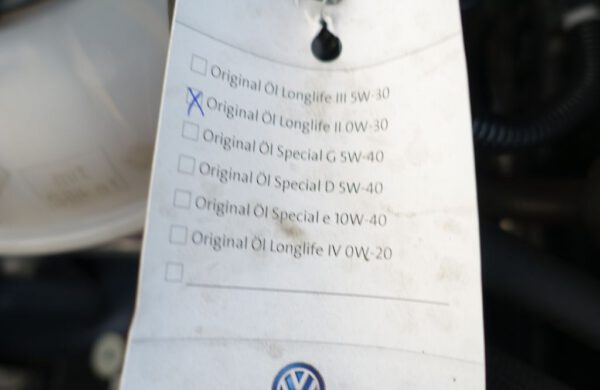 Original Öl Longlife III 5W-30
Original Öl Longlife II 0W-30
Original Öl Special G 5W-40
Original Öl Special D 5W-40
Original Öl Special e 10W-40
Original Öl Longlife IV 0W-20